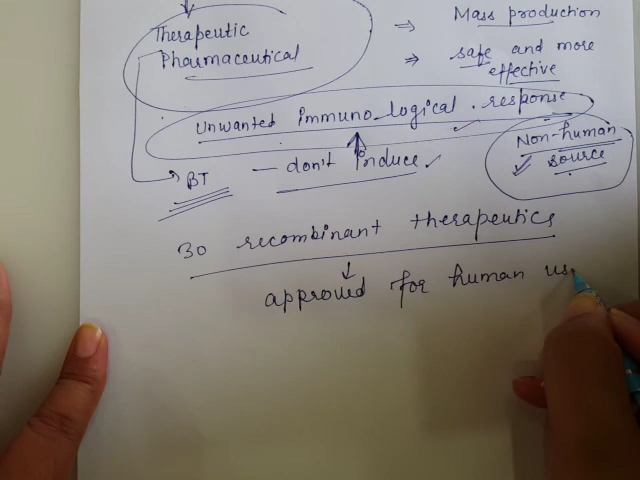 Therapeutic ⇒ Mass production
Pharmaceutical ⇒ safe and more
effective
Unwanted immuno-logical response
Non-human
source
BT — don't induce ✓
30 recombinant therapeutics
↓
approved for human us